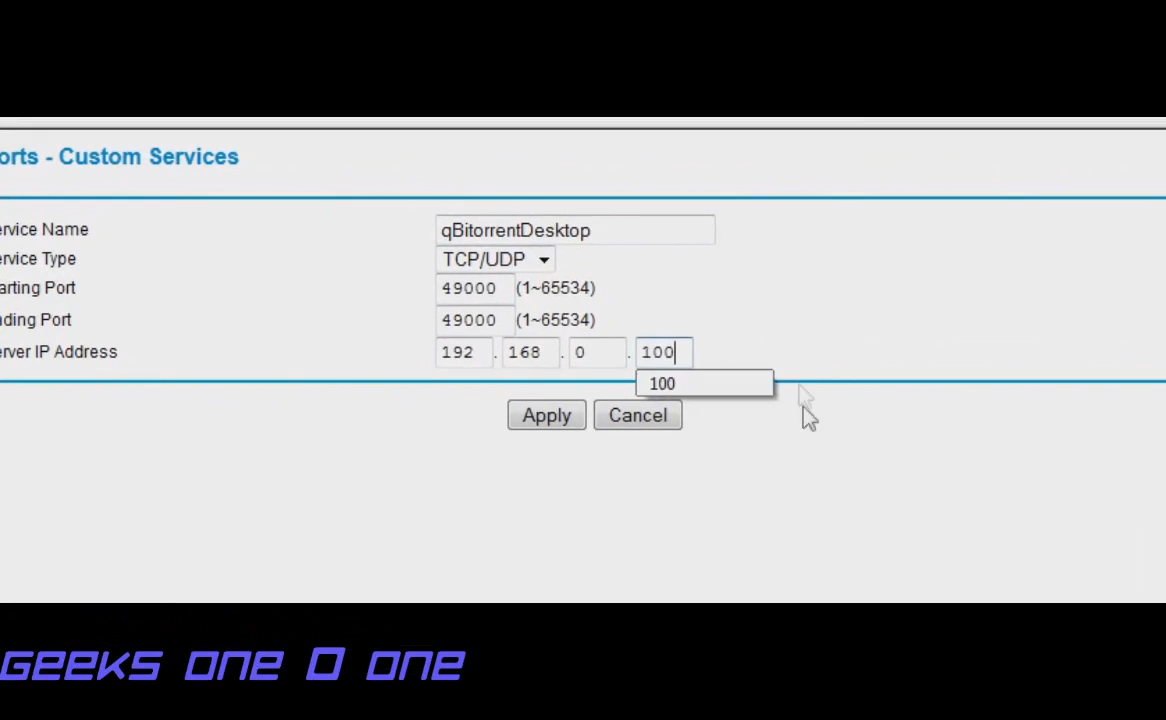 orts - Custom Services
ervice Name qBitorrentDesktop
ervice Type TCP/UDP
arting Port 49000 (1~65534)
nding Port 49000 (1~65534)
erver IP Address 192 . 168 . 0 . 100
100
Apply Cancel
GEEKS ONE O ONE